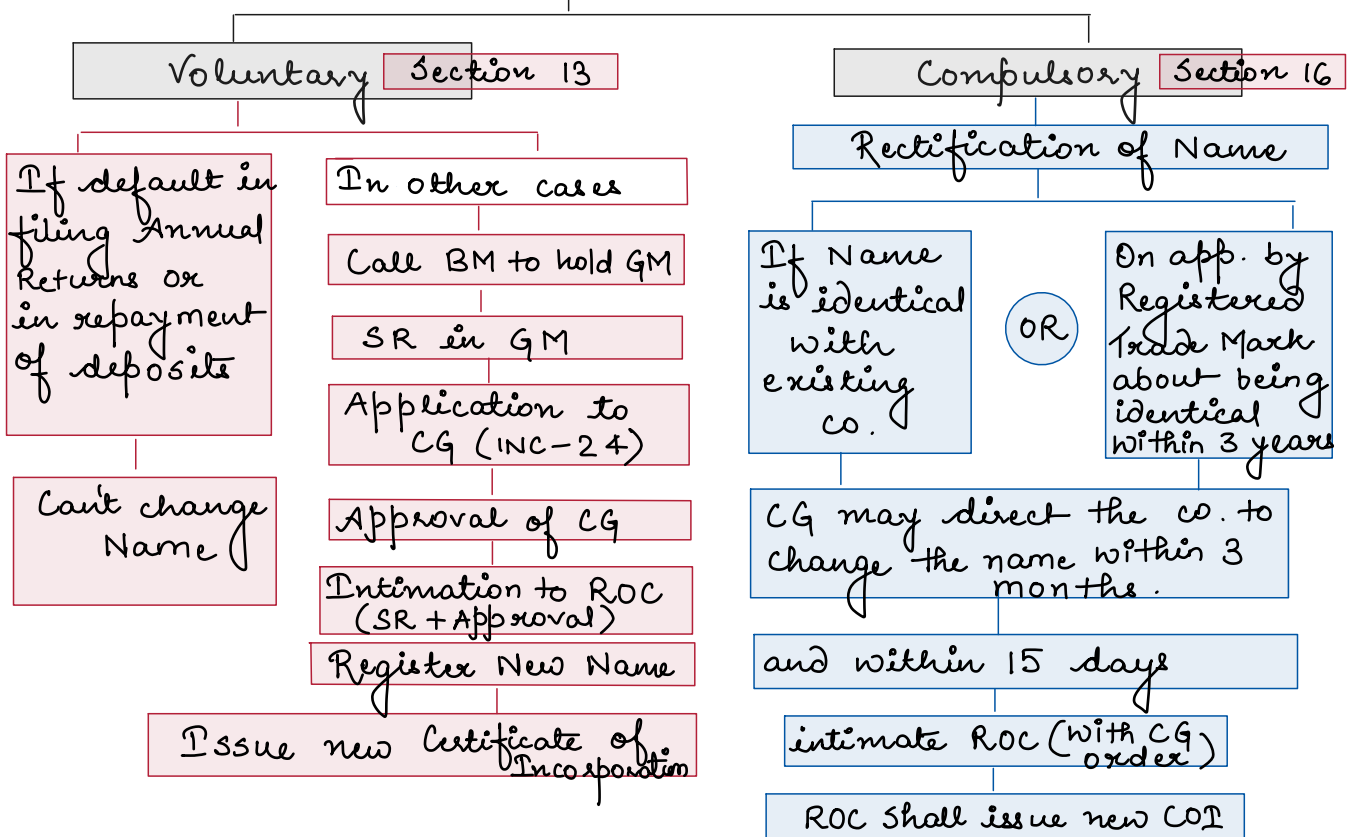 Voluntary Section 13
If default in
filing Annual
Returns or
in repayment
of deposits
Can't change
Name
In other cases
Call BM to hold GM
SR in GM
Application to
CG (INC-24)
Approval of CG
Intimation to ROC
(SR + Approval)
Register New Name
Issue new Certificate of
Incorporation
Compulsory Section 16
Rectification of Name
If Name
is identical
with
existing
co.
OR
On app. by
Registered
Trade Mark
about being
identical
within 3 years
CG may direct the co. to
change the name within 3
months.
and within 15 days
intimate ROC (with CG
order)
ROC shall issue new COI